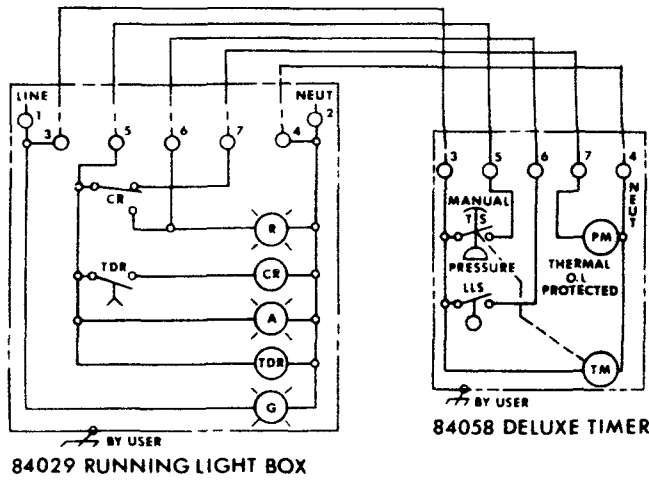 LINE
NEUT
1
2
3
5
6
7
4
CR
R
TDR
CR
A
TDR
G
BY USER
84029 RUNNING LIGHT BOX
3
5
6
7
4
NEUT
MANUAL
T/S
PM
PRESSURE
THERMAL
O.L
PROTECTED
LLS
TM
BY USER
84058 DELUXE TIMER